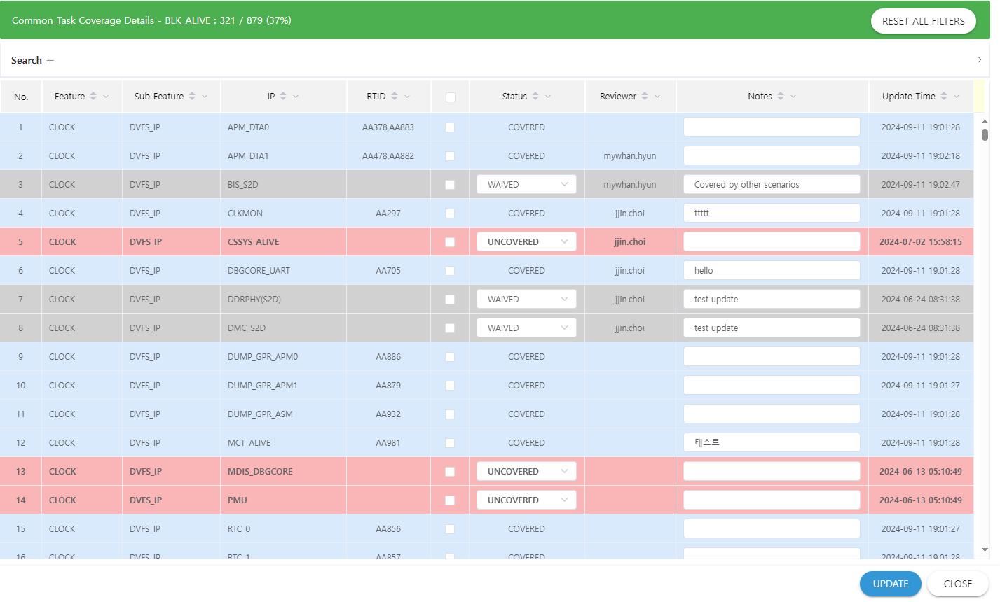 Common_Task Coverage Details - BLK_ALIVE : 321 / 879 (37%)
RESET ALL FILTERS
Search +
No. Feature Sub Feature IP RTID Status Reviewer Notes Update Time
1 CLOCK DVFS_IP APM_DTA0 AA378,AA883 COVERED 2024-09-11 19:01:28
2 CLOCK DVFS_IP APM_DTA1 AA478,AA882 COVERED mywhan.hyun 2024-09-11 19:02:18
3 CLOCK DVFS_IP BIS_S2D WAIVED mywhan.hyun Covered by other scenarios 2024-09-11 19:02:47
4 CLOCK DVFS_IP CLKMON AA297 COVERED jjin.choi ttttt 2024-09-11 19:01:28
5 CLOCK DVFS_IP CSSYS_ALIVE UNCOVERED jjin.choi 2024-07-02 15:58:15
6 CLOCK DVFS_IP DBGCORE_UART AA705 COVERED jjin.choi hello 2024-09-11 19:01:28
7 CLOCK DVFS_IP DDRPHY(S2D) WAIVED jjin.choi test update 2024-06-24 08:31:38
8 CLOCK DVFS_IP DMC_S2D WAIVED jjin.choi test update 2024-06-24 08:31:38
9 CLOCK DVFS_IP DUMP_GPR_APM0 AA886 COVERED 2024-09-11 19:01:28
10 CLOCK DVFS_IP DUMP_GPR_APM1 AA879 COVERED 2024-09-11 19:01:27
11 CLOCK DVFS_IP DUMP_GPR_ASM AA932 COVERED 2024-09-11 19:01:28
12 CLOCK DVFS_IP MCT_ALIVE AA981 COVERED 테스트 2024-09-11 19:01:28
13 CLOCK DVFS_IP MDIS_DBGCORE UNCOVERED 2024-06-13 05:10:49
14 CLOCK DVFS_IP PMU UNCOVERED 2024-06-13 05:10:49
15 CLOCK DVFS_IP RTC_0 AA856 COVERED 2024-09-11 19:01:27
16 CLOCK DVFS_IP RTC_1 AA857 COVERED 2024-09-11 19:01:28
UPDATE CLOSE